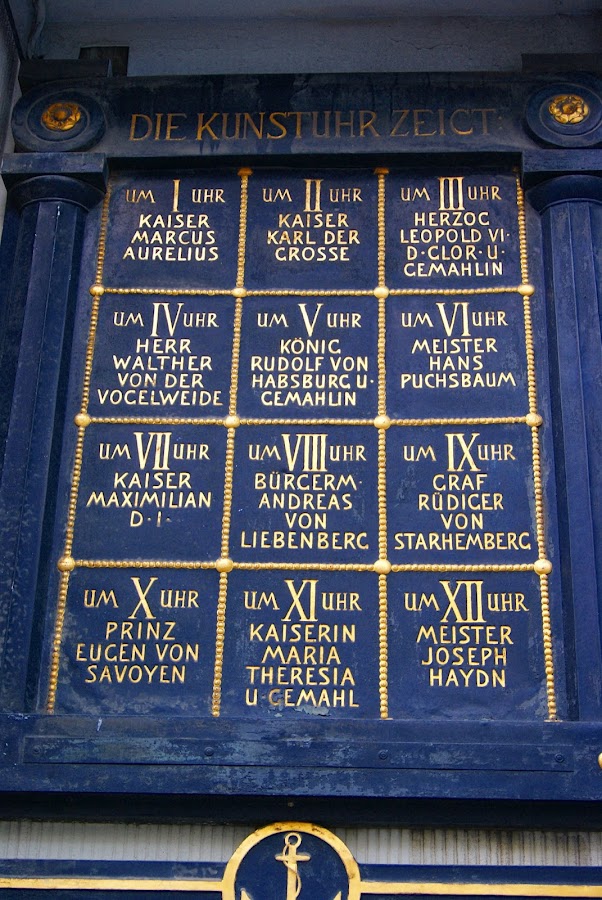 DIE KUNSTUHR ZEIGT:
UM I UHR
KAISER
MARCUS
AURELIUS
UM II UHR
KAISER
KARL DER
GROSSE
UM III UHR
HERZOG
LEOPOLD VI·
D·GLOR·U·
GEMAHLIN
UM IV UHR
HERR
WALTHER
VON DER
VOGELWEIDE
UM V UHR
KÖNIG
RUDOLF VON
HABSBURG U·
GEMAHLIN
UM VI UHR
MEISTER
HANS
PUCHSBAUM
UM VII UHR
KAISER
MAXIMILIAN
D·I·
UM VIII UHR
BÜRGERM·
ANDREAS
VON
LIEBENBERG
UM IX UHR
GRAF
RÜDIGER
VON
STARHEMBERG
UM X UHR
PRINZ
EUGEN VON
SAVOYEN
UM XI UHR
KAISERIN
MARIA
THERESIA
U·GEMAHL
UM XII UHR
MEISTER
JOSEPH
HAYDN